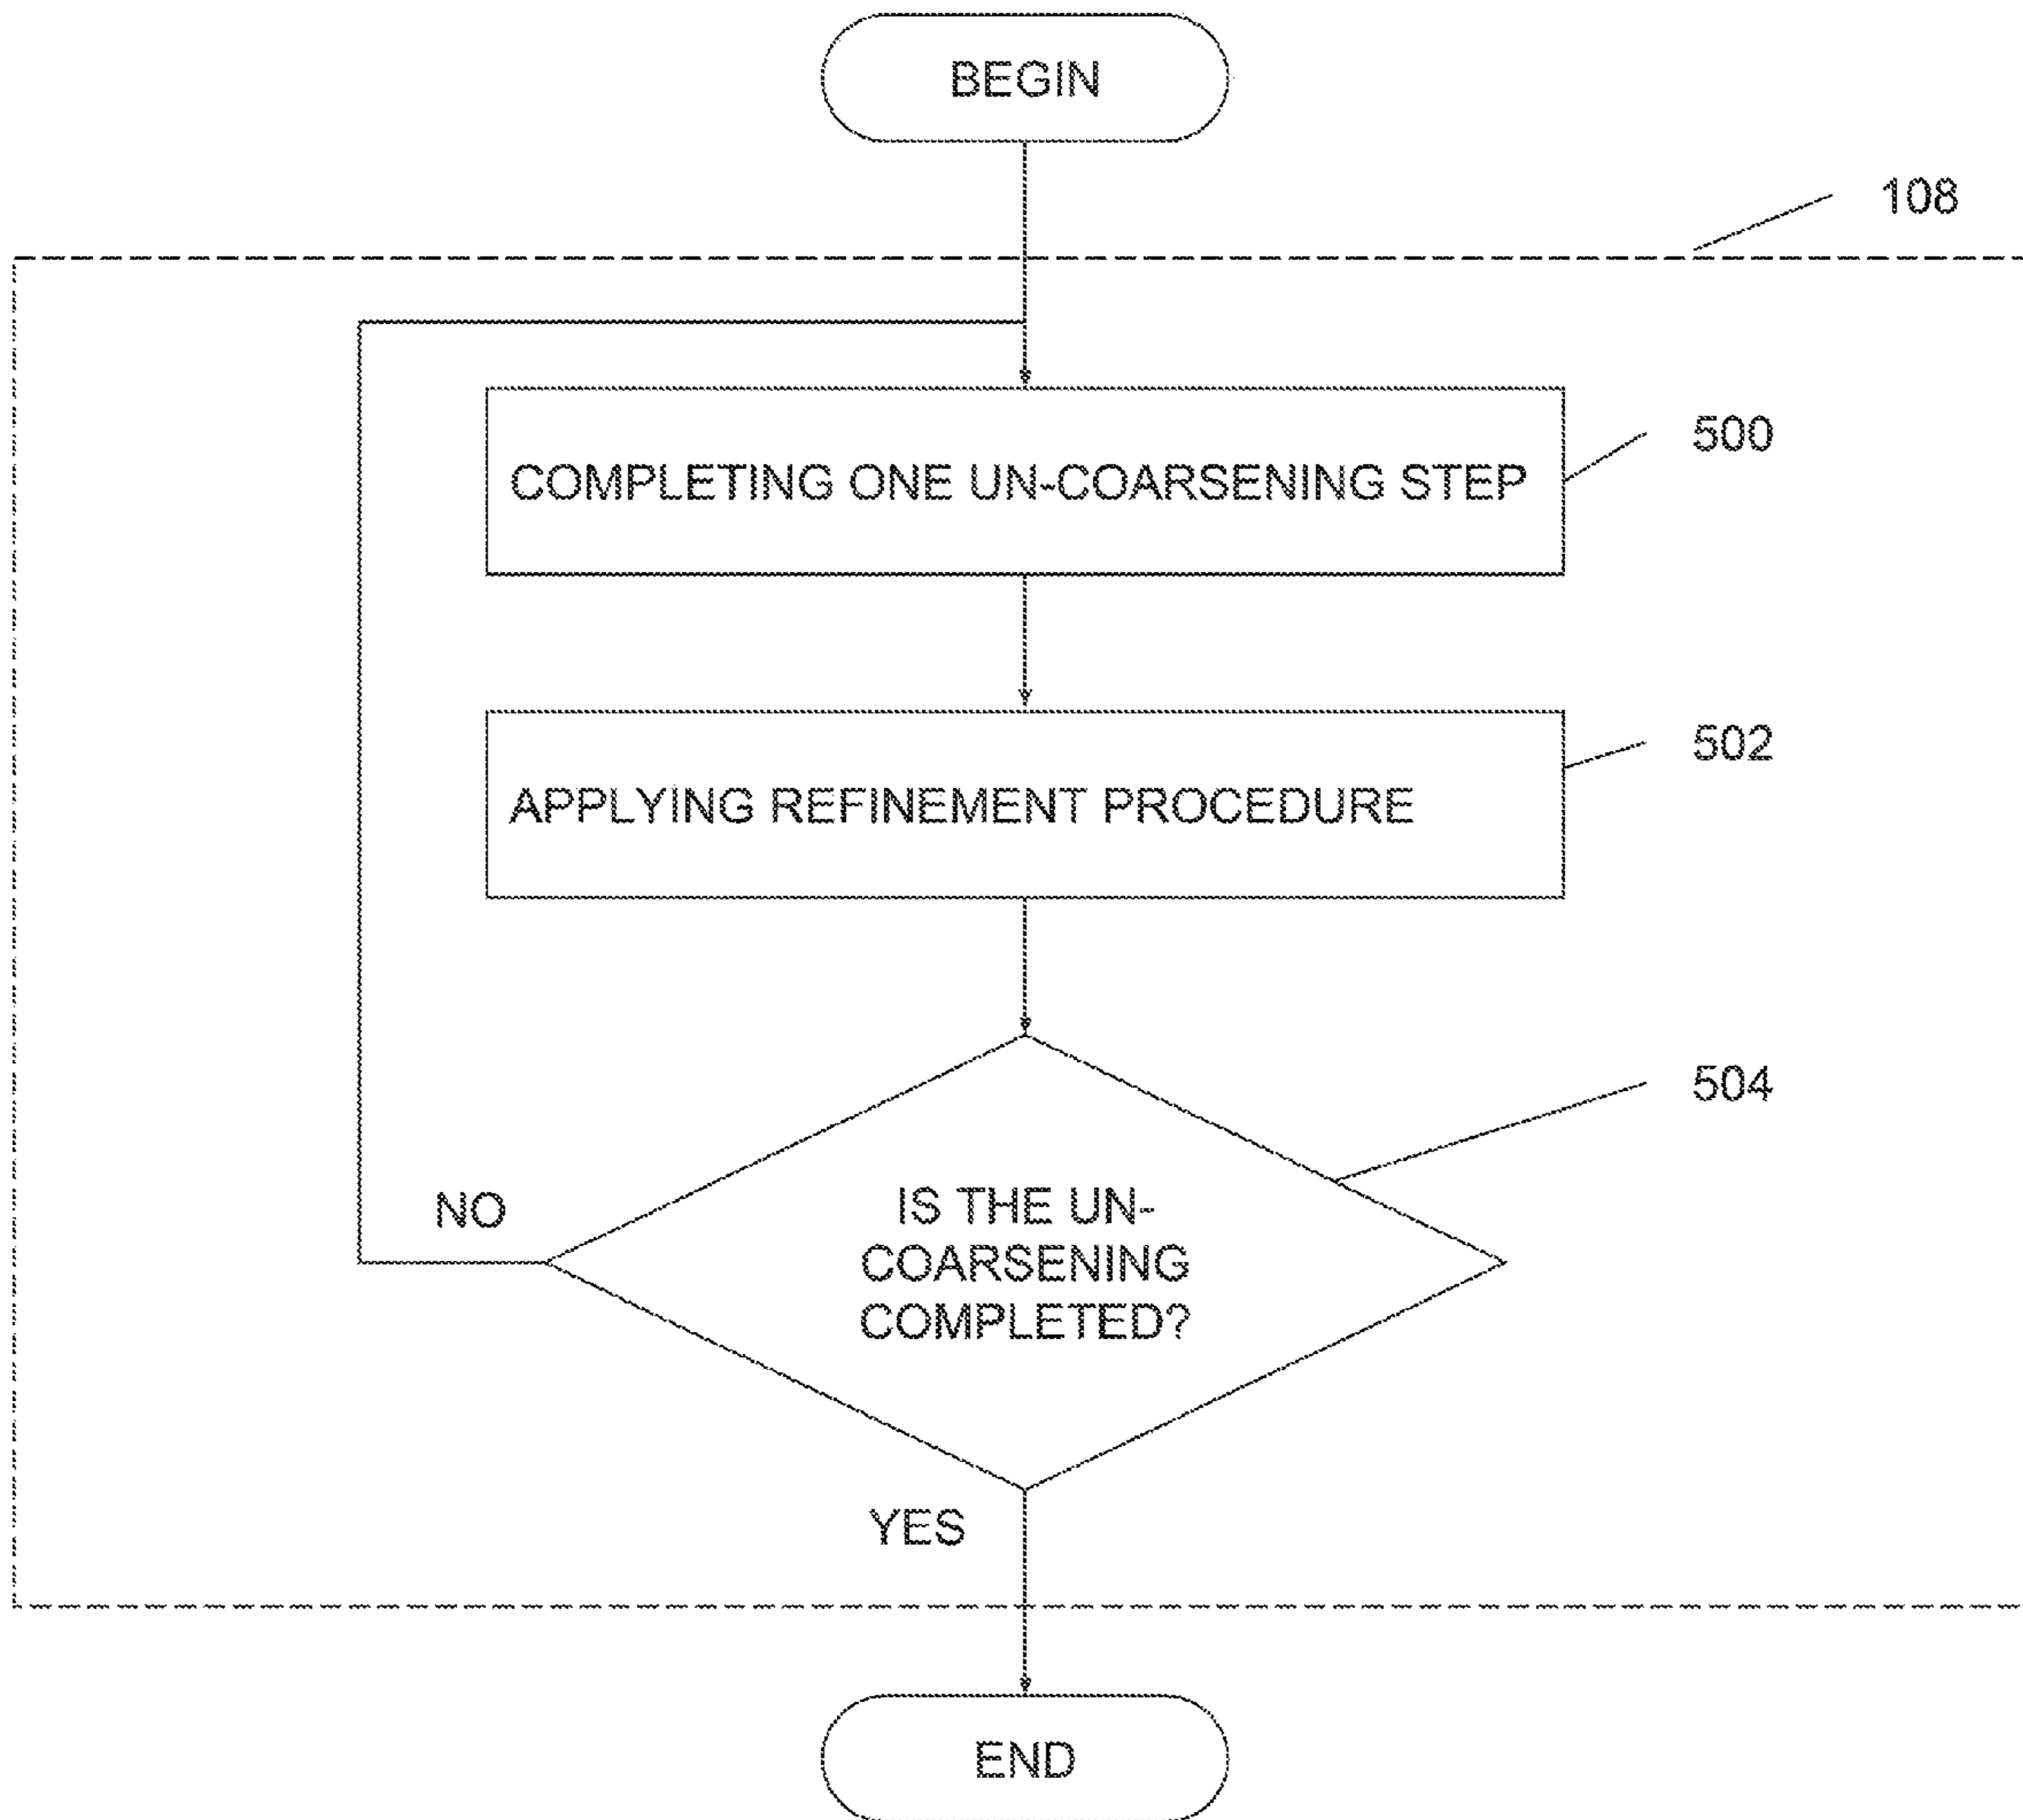 BEGIN
108
500
COMPLETING ONE UN-COARSENING STEP
502
APPLYING REFINEMENT PROCEDURE
504
NO
IS THE UN-
COARSENING
COMPLETED?
YES
END